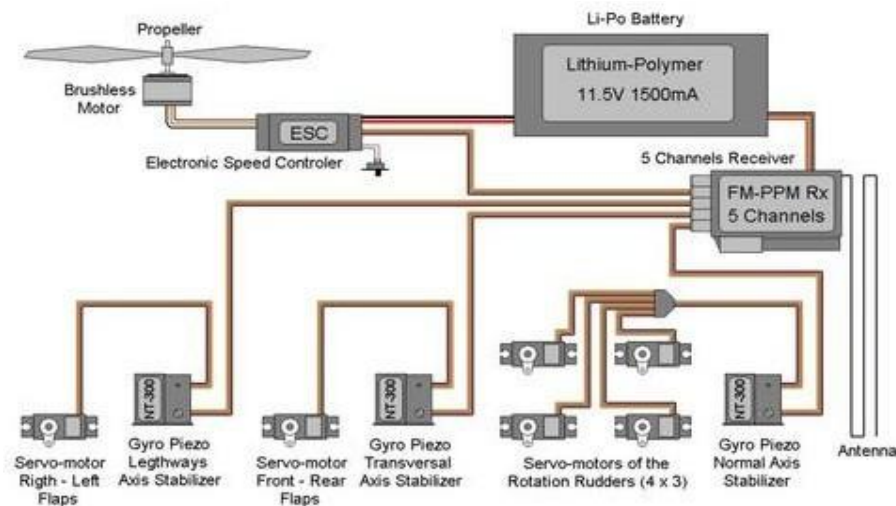 Propeller
Li-Po Battery
Lithium-Polymer
11.5V 1500mA
Brushless
Motor
ESC
Electronic Speed Controler
5 Channels Receiver
FM-PPM Rx
5 Channels
NT-300
NT-300
NT-300
Servo-motor
Rigth - Left
Flaps
Gyro Piezo
Legthways
Axis Stabilizer
Servo-motor
Front - Rear
Flaps
Gyro Piezo
Transversal
Axis Stabilizer
Servo-motors of the
Rotation Rudders (4 x 3)
Gyro Piezo
Normal Axis
Stabilizer
Antenna